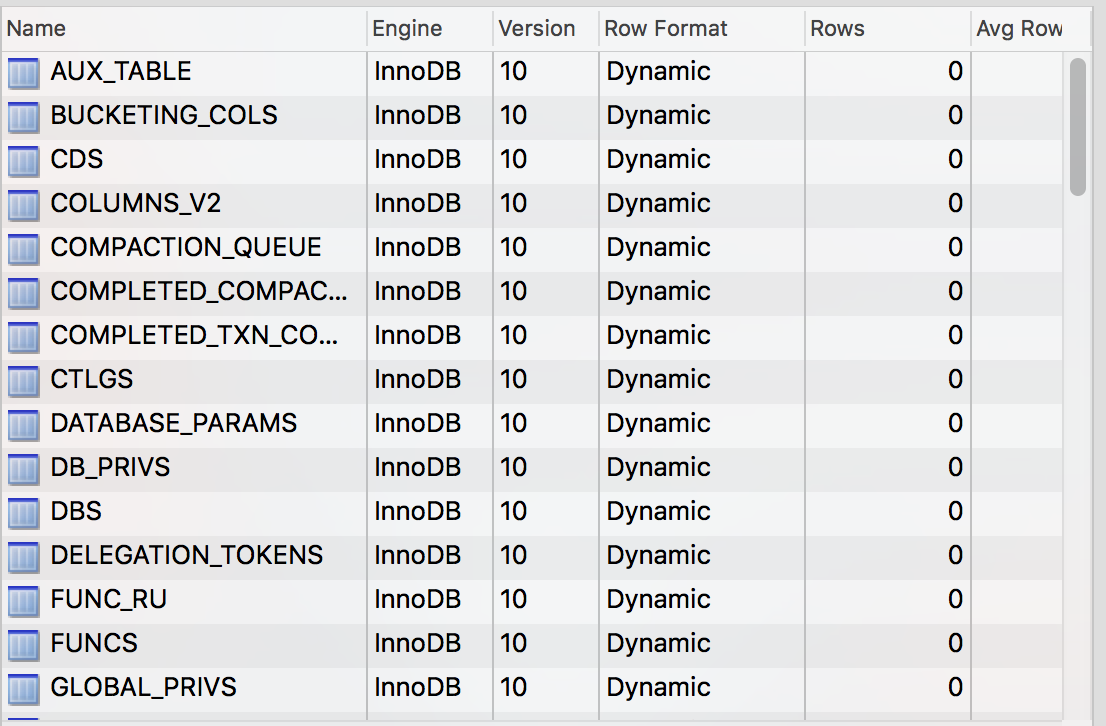 Name Engine Version Row Format Rows Avg Row
AUX_TABLE InnoDB 10 Dynamic 0
BUCKETING_COLS InnoDB 10 Dynamic 0
CDS InnoDB 10 Dynamic 0
COLUMNS_V2 InnoDB 10 Dynamic 0
COMPACTION_QUEUE InnoDB 10 Dynamic 0
COMPLETED_COMPAC... InnoDB 10 Dynamic 0
COMPLETED_TXN_CO... InnoDB 10 Dynamic 0
CTLGS InnoDB 10 Dynamic 0
DATABASE_PARAMS InnoDB 10 Dynamic 0
DB_PRIVS InnoDB 10 Dynamic 0
DBS InnoDB 10 Dynamic 0
DELEGATION_TOKENS InnoDB 10 Dynamic 0
FUNC_RU InnoDB 10 Dynamic 0
FUNCS InnoDB 10 Dynamic 0
GLOBAL_PRIVS InnoDB 10 Dynamic 0